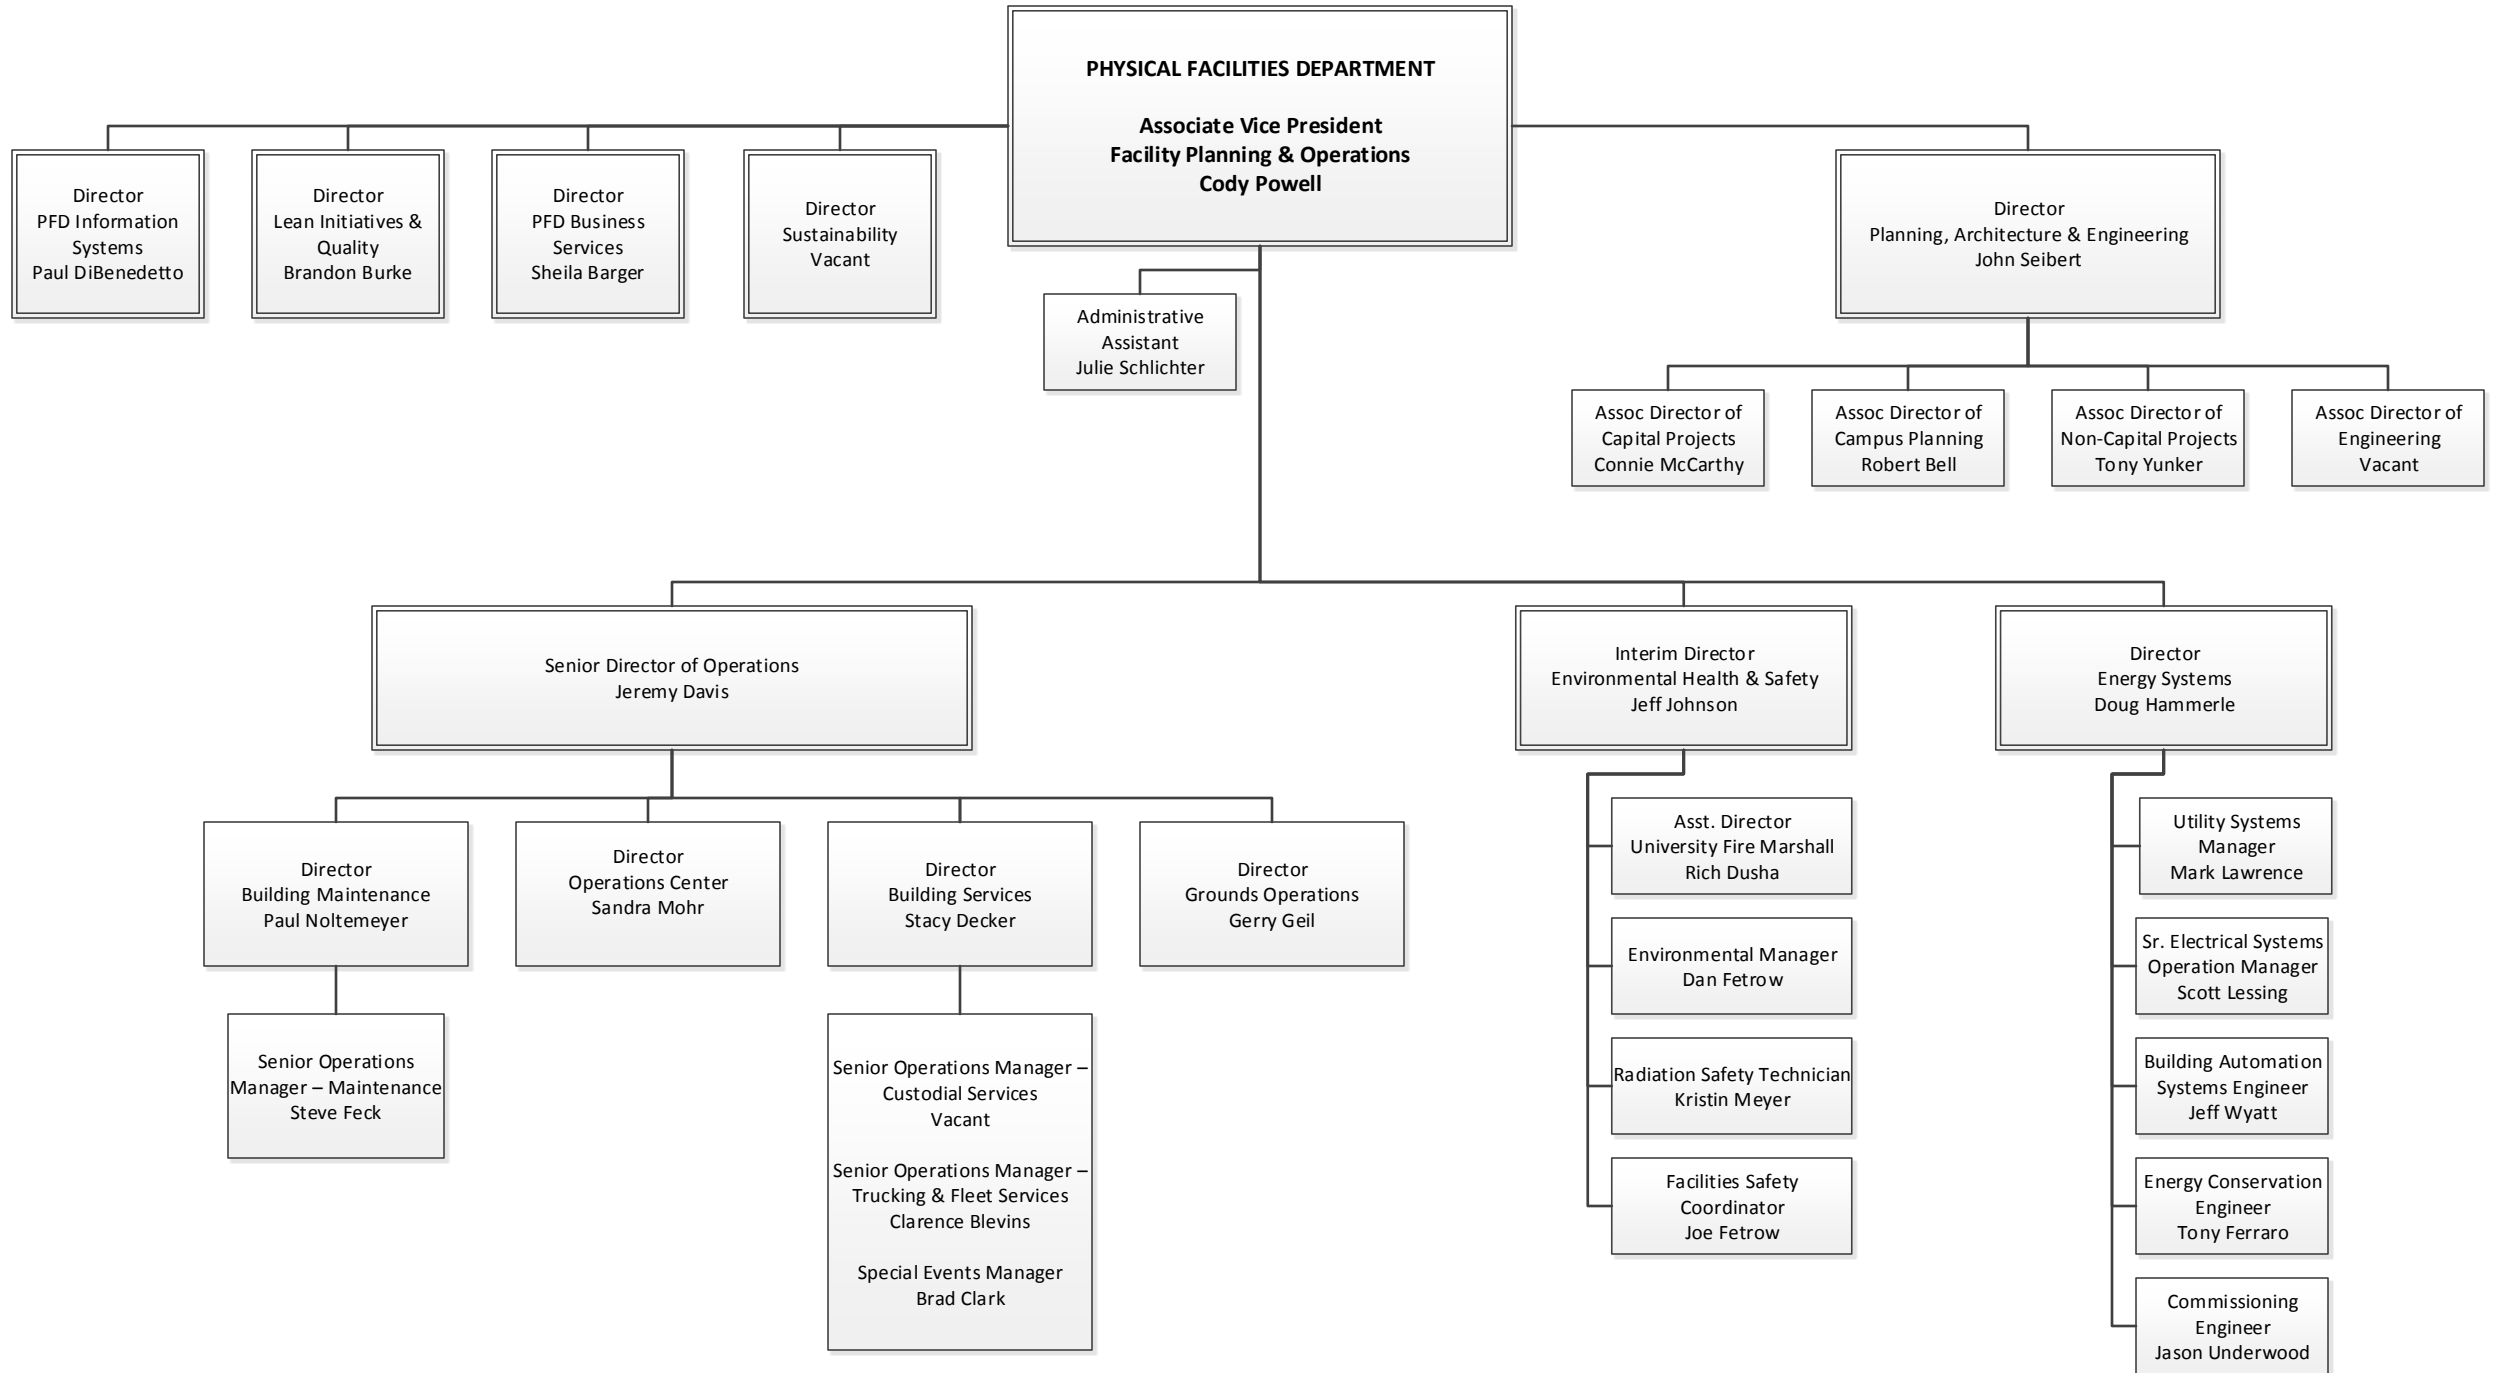 PHYSICAL FACILITIES DEPARTMENT
Associate Vice President
Facility Planning & Operations
Cody Powell
Director
PFD Information
Systems
Paul DiBenedetto
Director
Lean Initiatives &
Quality
Brandon Burke
Director
PFD Business
Services
Sheila Barger
Director
Sustainability
Vacant
Director
Planning, Architecture & Engineering
John Seibert
Administrative
Assistant
Julie Schlichter
Assoc Director of
Capital Projects
Connie McCarthy
Assoc Director of
Campus Planning
Robert Bell
Assoc Director of
Non-Capital Projects
Tony Yunker
Assoc Director of
Engineering
Vacant
Senior Director of Operations
Jeremy Davis
Interim Director
Environmental Health & Safety
Jeff Johnson
Director
Energy Systems
Doug Hammerle
Director
Building Maintenance
Paul Noltemeyer
Director
Operations Center
Sandra Mohr
Director
Building Services
Stacy Decker
Director
Grounds Operations
Gerry Geil
Senior Operations
Manager – Maintenance
Steve Feck
Senior Operations Manager –
Custodial Services
Vacant
Senior Operations Manager –
Trucking & Fleet Services
Clarence Blevins
Special Events Manager
Brad Clark
Asst. Director
University Fire Marshall
Rich Dusha
Environmental Manager
Dan Fetrow
Radiation Safety Technician
Kristin Meyer
Facilities Safety
Coordinator
Joe Fetrow
Utility Systems
Manager
Mark Lawrence
Sr. Electrical Systems
Operation Manager
Scott Lessing
Building Automation
Systems Engineer
Jeff Wyatt
Energy Conservation
Engineer
Tony Ferraro
Commissioning
Engineer
Jason Underwood